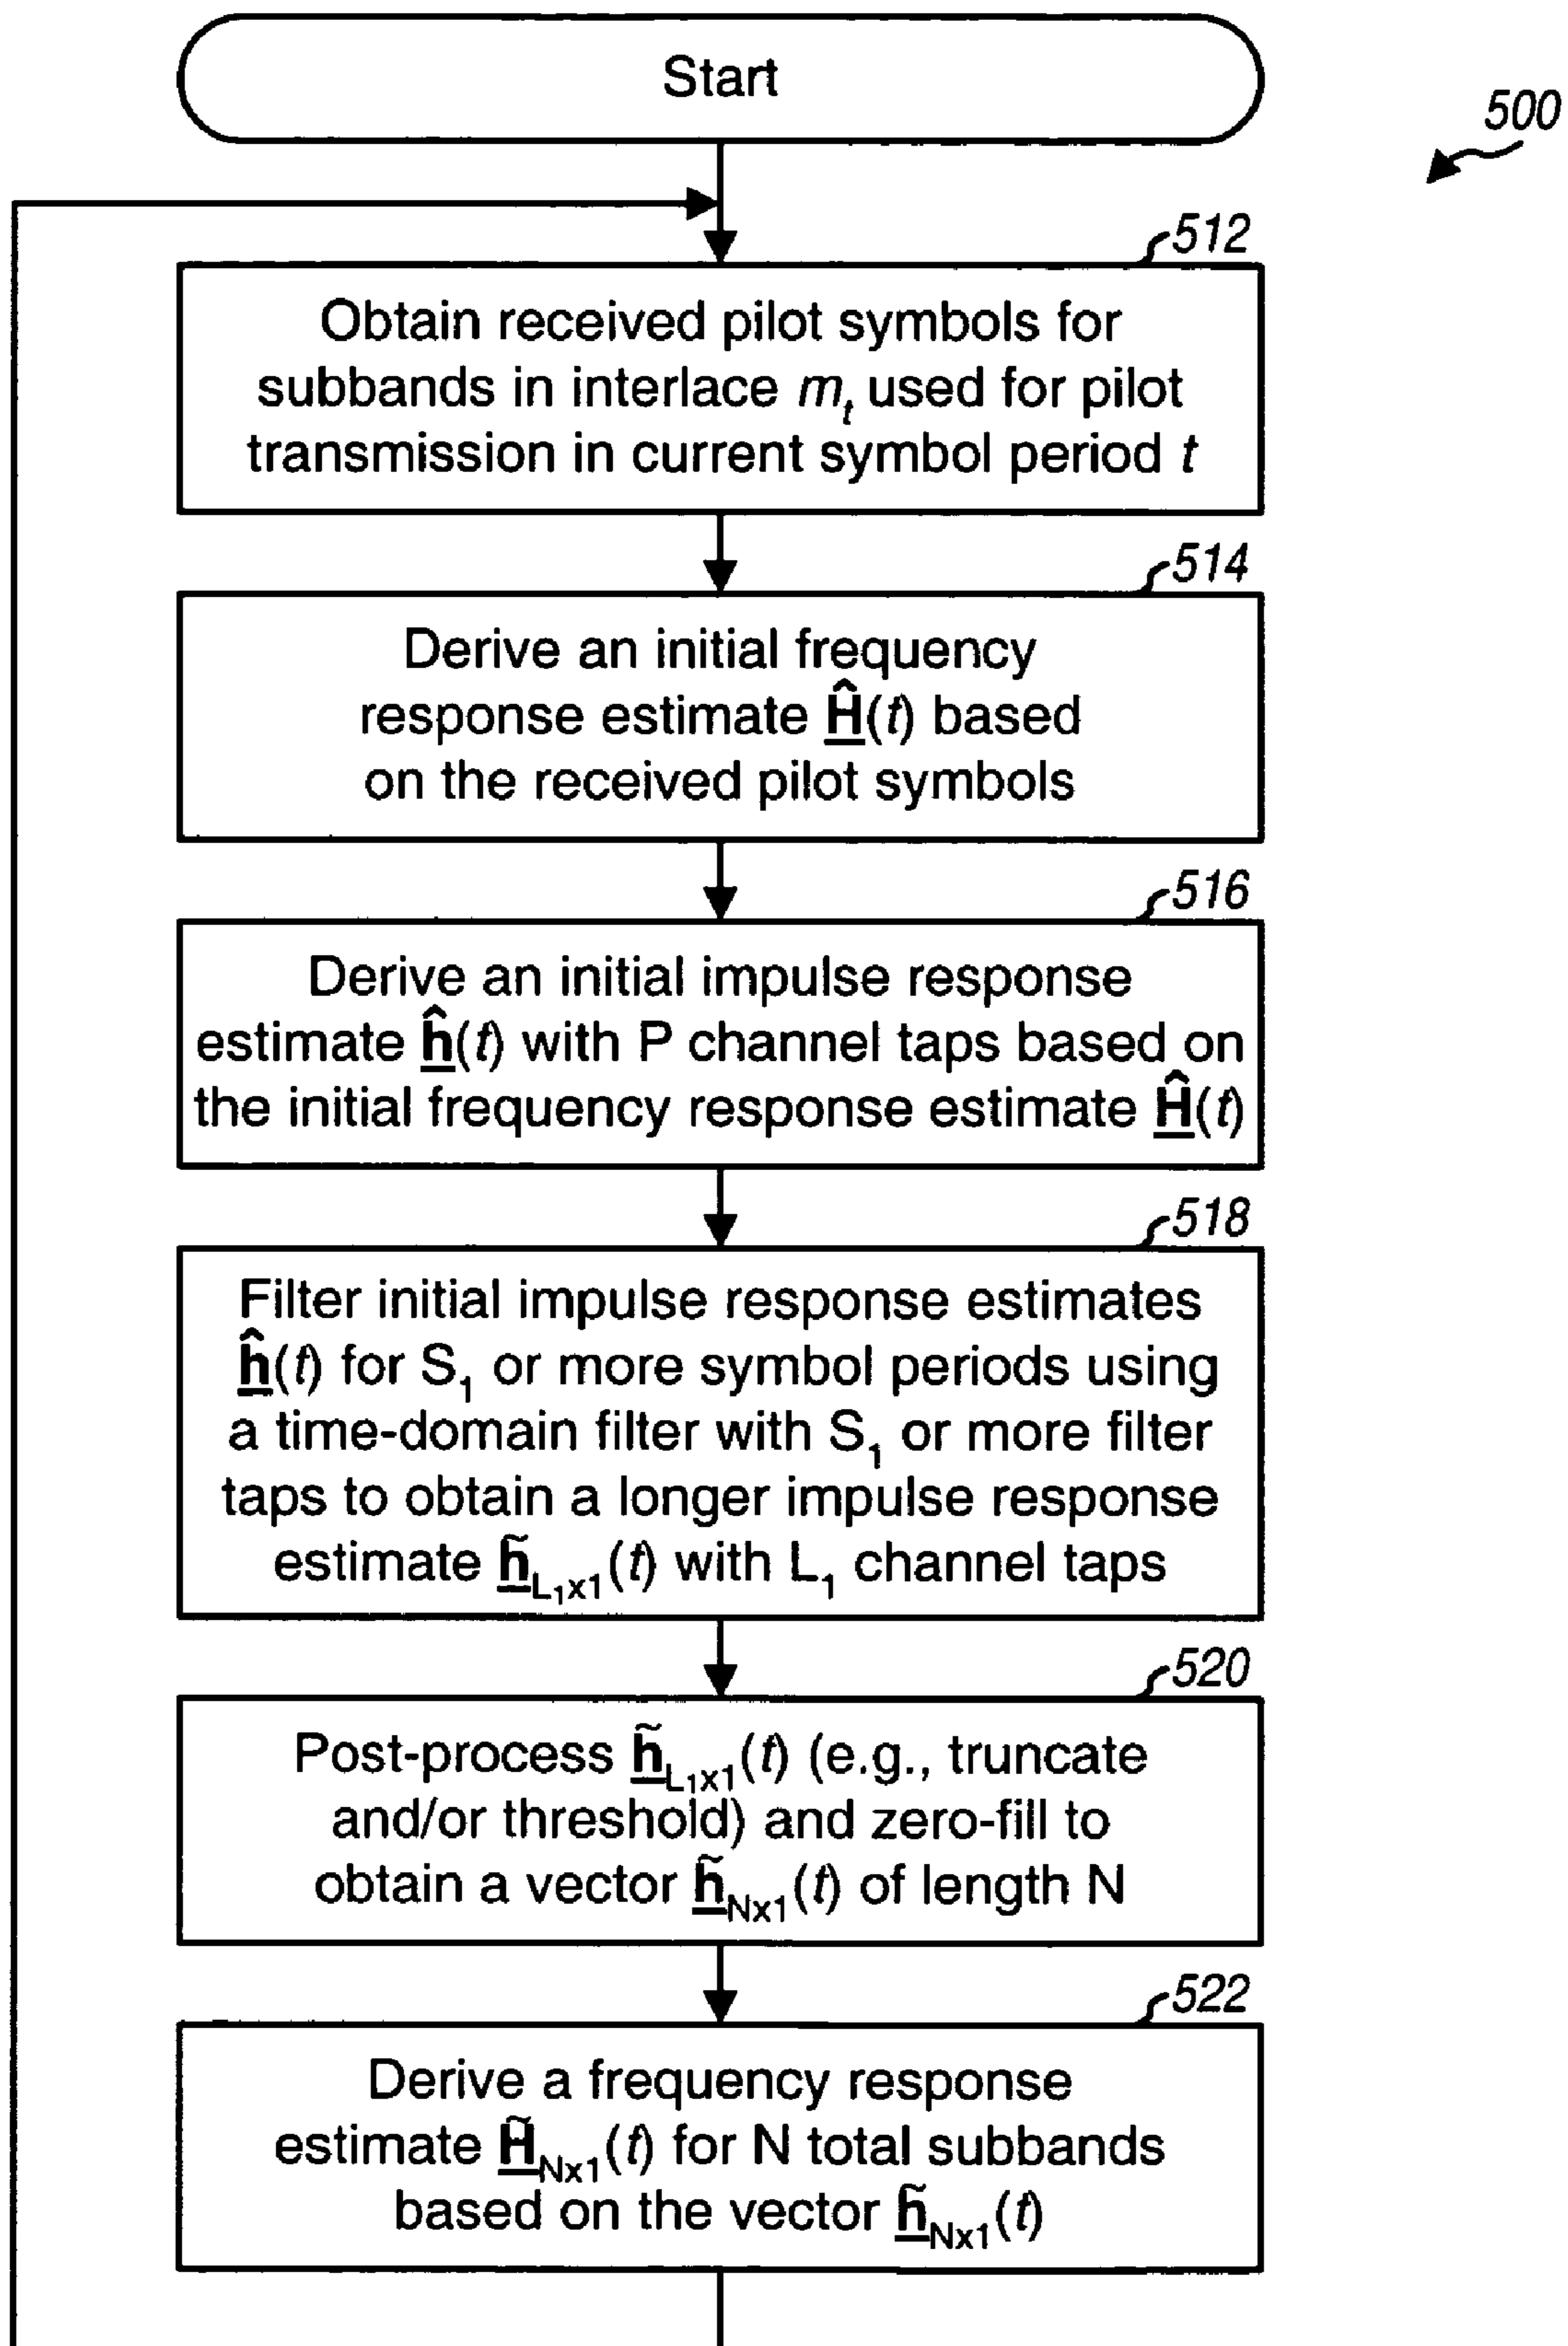 Start
500
512
Obtain received pilot symbols for
subbands in interlace mₜ used for pilot
transmission in current symbol period t
514
Derive an initial frequency
response estimate Ĥ̲(t) based
on the received pilot symbols
516
Derive an initial impulse response
estimate ĥ̲(t) with P channel taps based on
the initial frequency response estimate Ĥ̲(t)
518
Filter initial impulse response estimates
ĥ̲(t) for S₁ or more symbol periods using
a time-domain filter with S₁ or more filter
taps to obtain a longer impulse response
estimate h̲̃_L₁x1(t) with L₁ channel taps
520
Post-process h̲̃_L₁x1(t) (e.g., truncate
and/or threshold) and zero-fill to
obtain a vector h̲̃_Nx1(t) of length N
522
Derive a frequency response
estimate H̲̃_Nx1(t) for N total subbands
based on the vector h̲̃_Nx1(t)